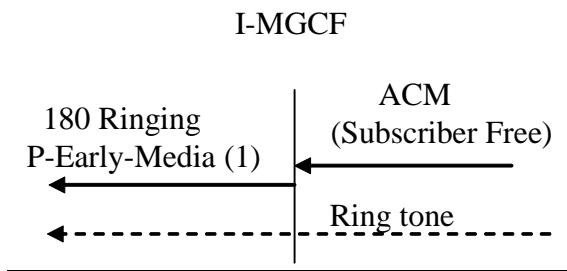 I-MGCF
180 Ringing
P-Early-Media (1)
ACM
(Subscriber Free)
Ring tone